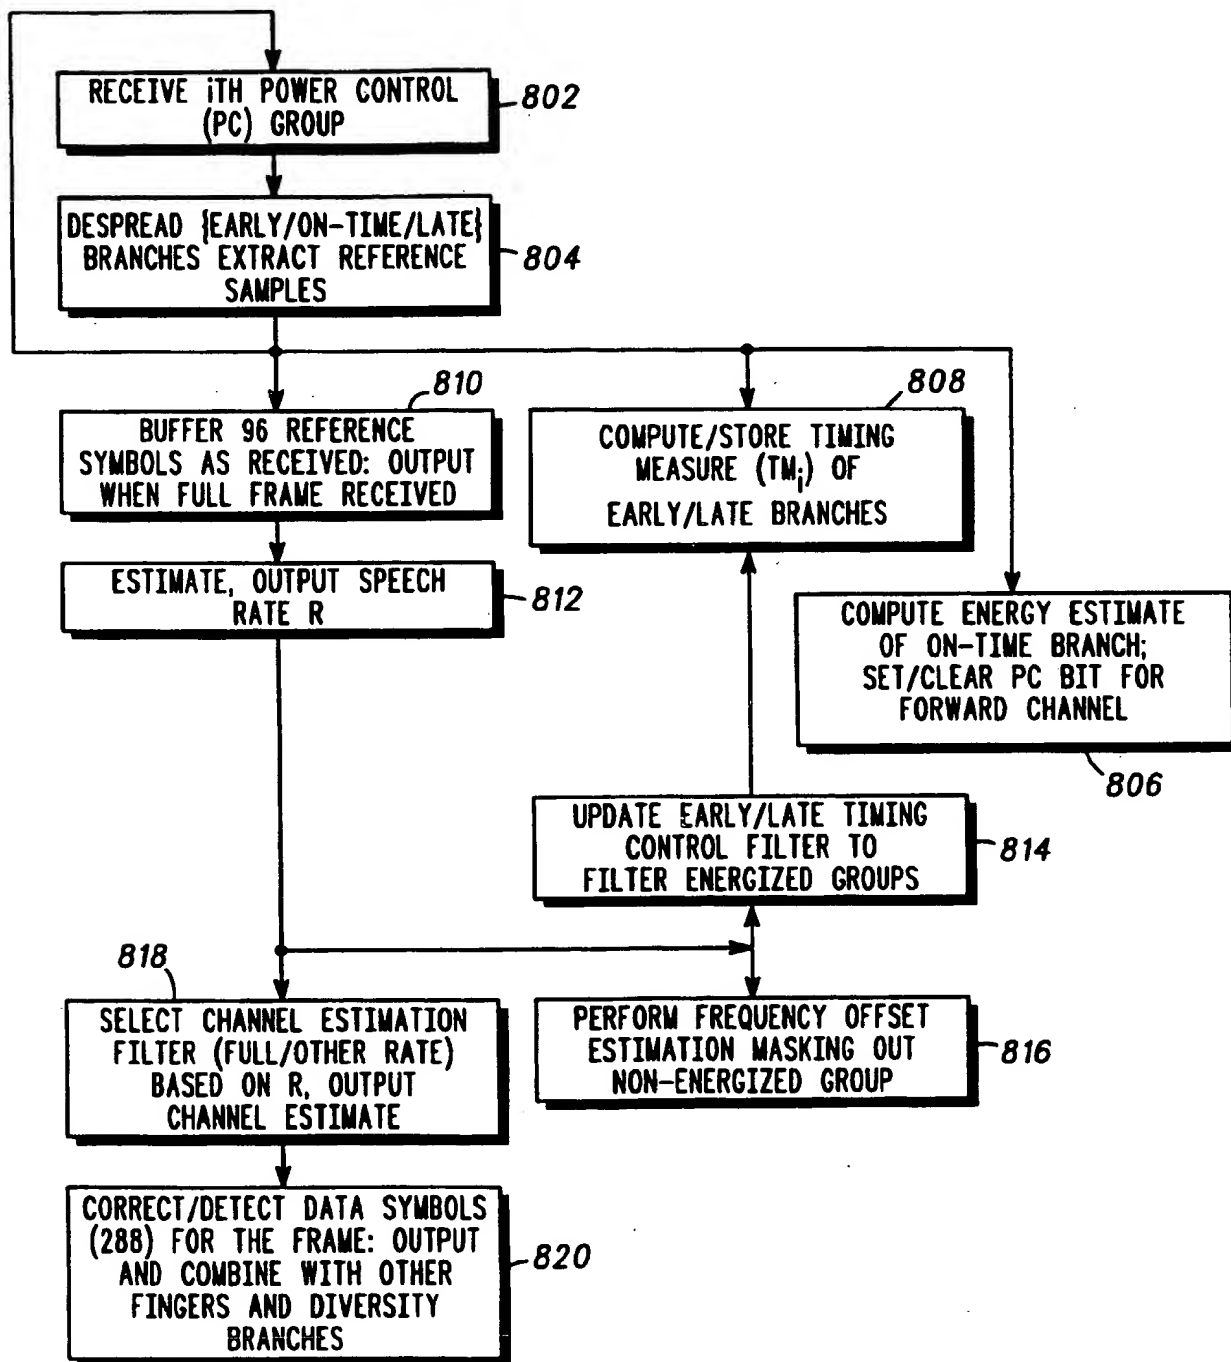 RECEIVE iTH POWER CONTROL
(PC) GROUP
802
DESPREAD {EARLY/ON-TIME/LATE}
BRANCHES EXTRACT REFERENCE
SAMPLES
804
810
BUFFER 96 REFERENCE
SYMBOLS AS RECEIVED: OUTPUT
WHEN FULL FRAME RECEIVED
808
COMPUTE/STORE TIMING
MEASURE (TMi) OF
EARLY/LATE BRANCHES
ESTIMATE, OUTPUT SPEECH
RATE R
812
COMPUTE ENERGY ESTIMATE
OF ON-TIME BRANCH;
SET/CLEAR PC BIT FOR
FORWARD CHANNEL
806
UPDATE EARLY/LATE TIMING
CONTROL FILTER TO
FILTER ENERGIZED GROUPS
814
818
SELECT CHANNEL ESTIMATION
FILTER (FULL/OTHER RATE)
BASED ON R, OUTPUT
CHANNEL ESTIMATE
PERFORM FREQUENCY OFFSET
ESTIMATION MASKING OUT
NON-ENERGIZED GROUP
816
CORRECT/DETECT DATA SYMBOLS
(288) FOR THE FRAME: OUTPUT
AND COMBINE WITH OTHER
FINGERS AND DIVERSITY
BRANCHES
820